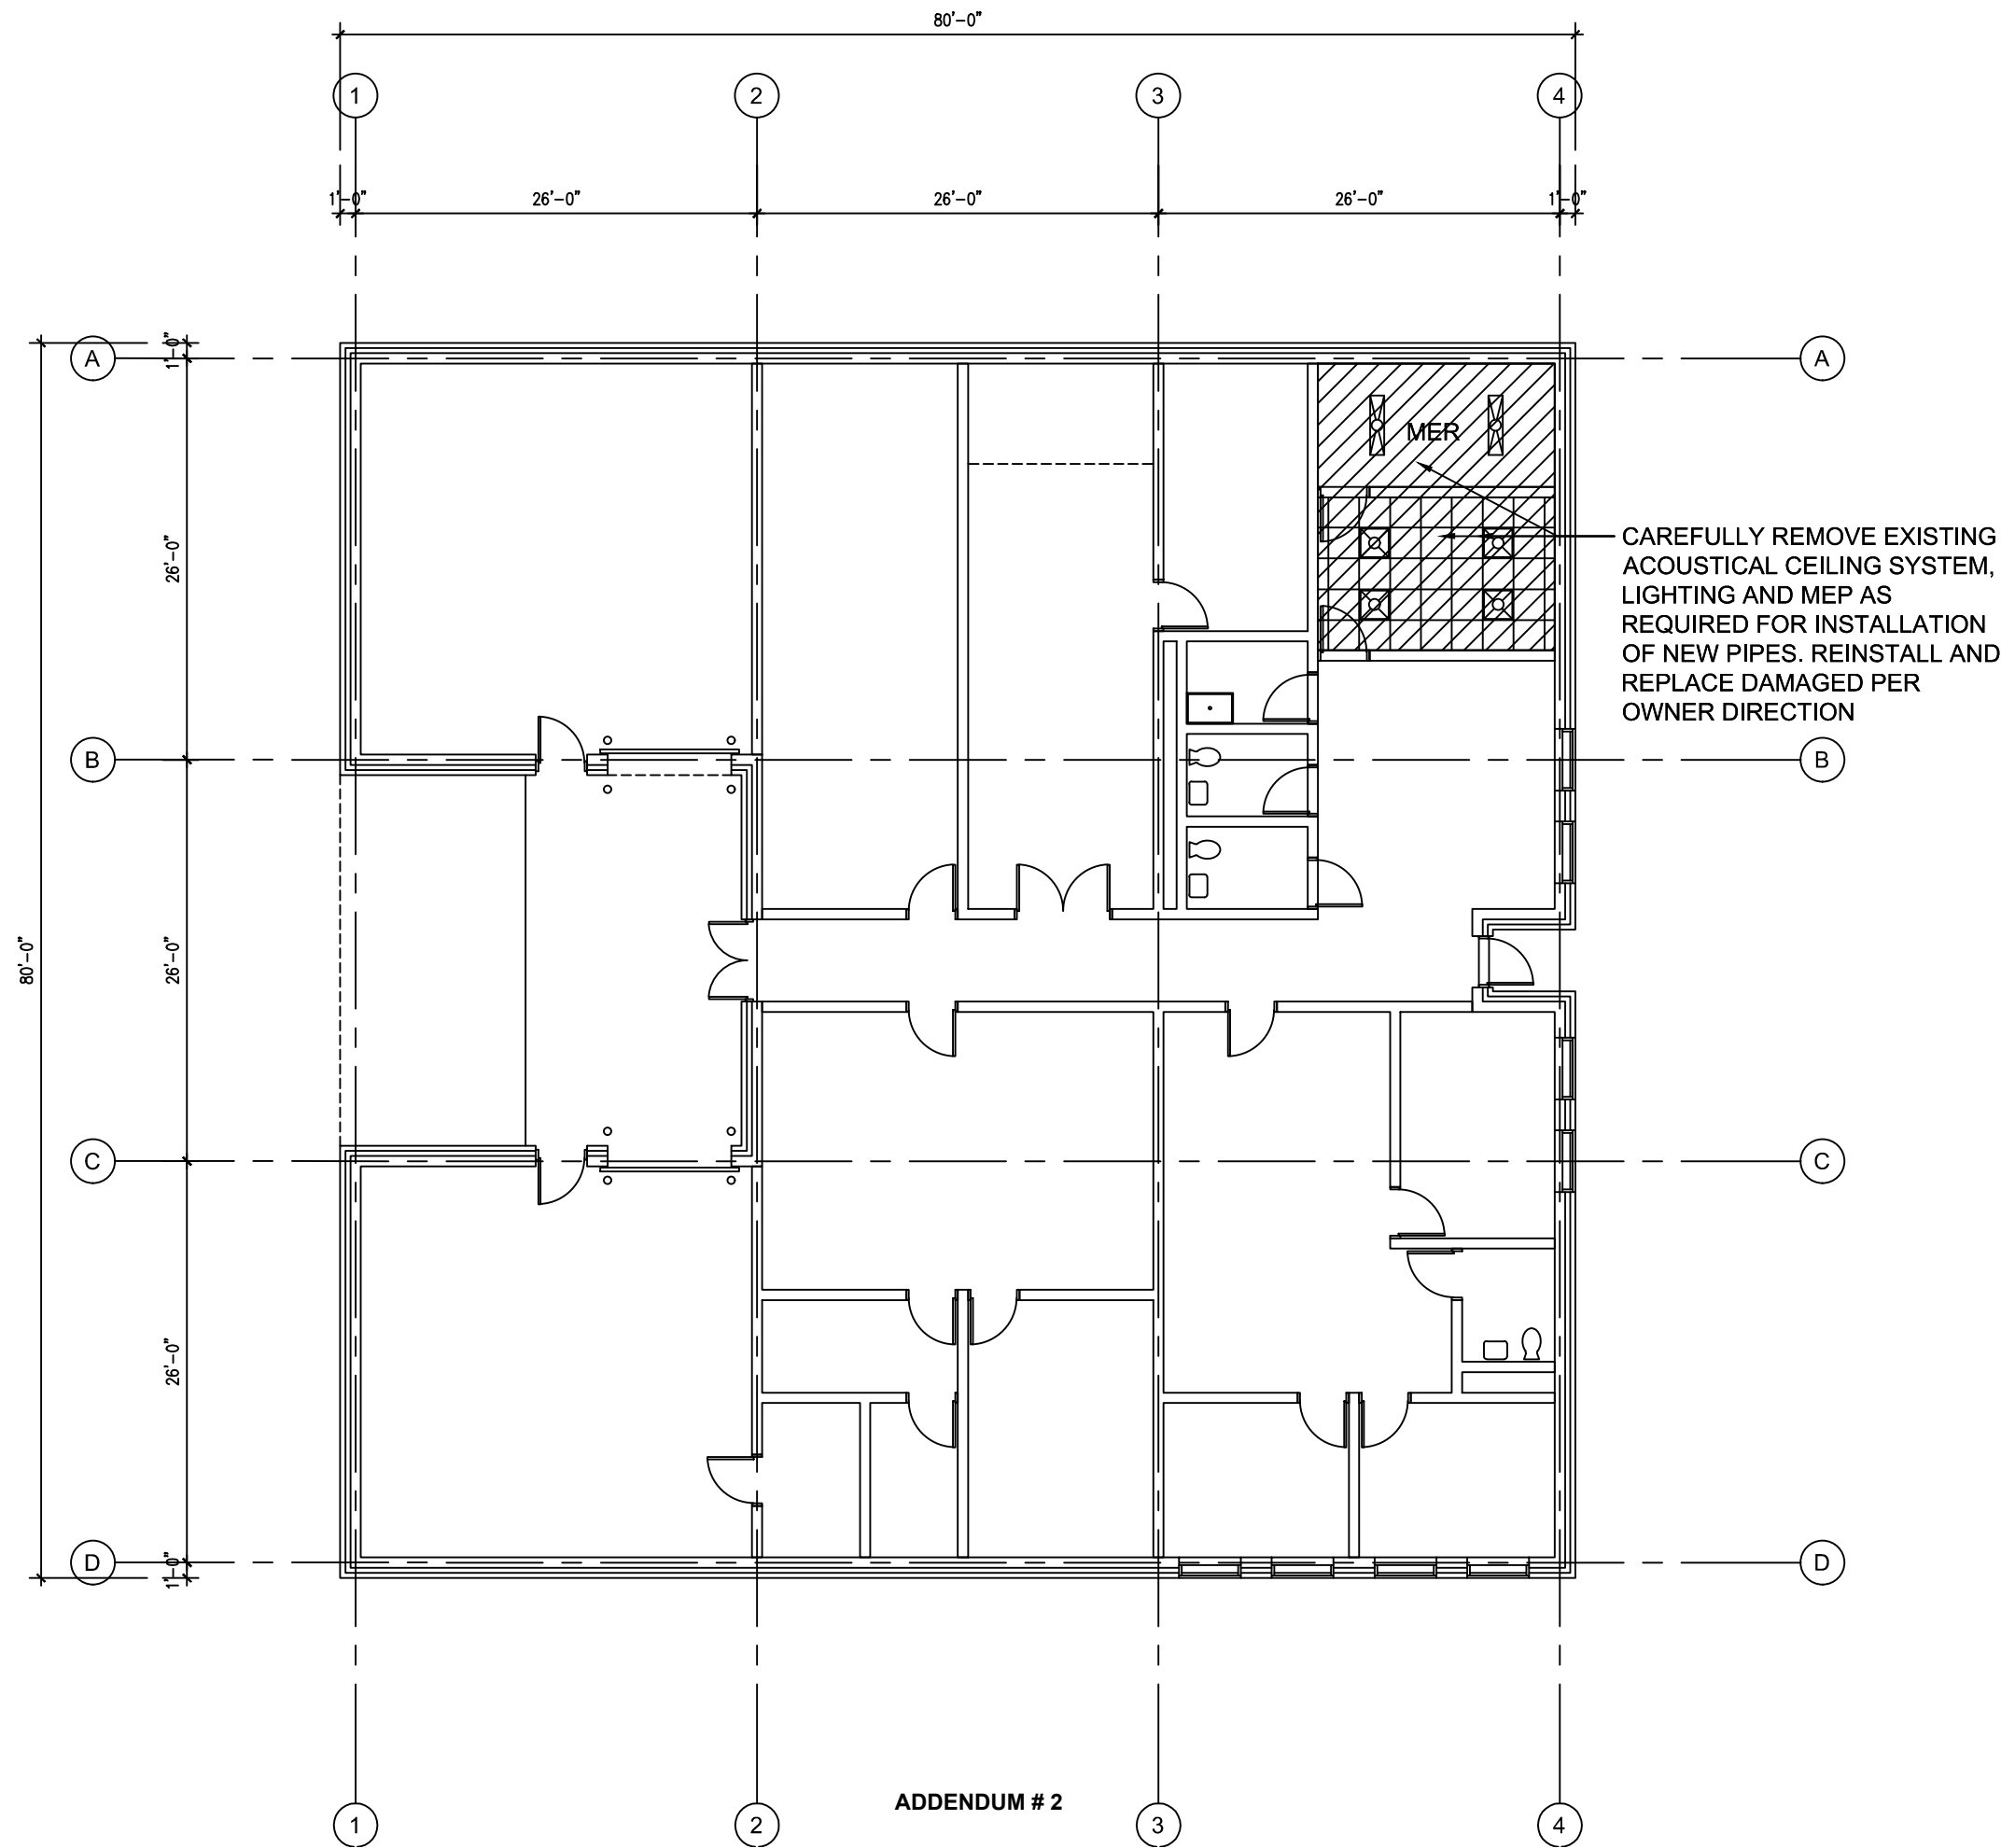 80'-0"
1 2 3 4
1'-0" 26'-0" 26'-0" 26'-0" 1'-0"
A 1'-0" A
MER
26'-0"
CAREFULLY REMOVE EXISTING
ACOUSTICAL CEILING SYSTEM,
LIGHTING AND MEP AS
REQUIRED FOR INSTALLATION
OF NEW PIPES. REINSTALL AND
REPLACE DAMAGED PER
OWNER DIRECTION
B B
80'-0" 26'-0"
C C
26'-0"
D 1'-0" D
ADDENDUM # 2
1 2 3 4